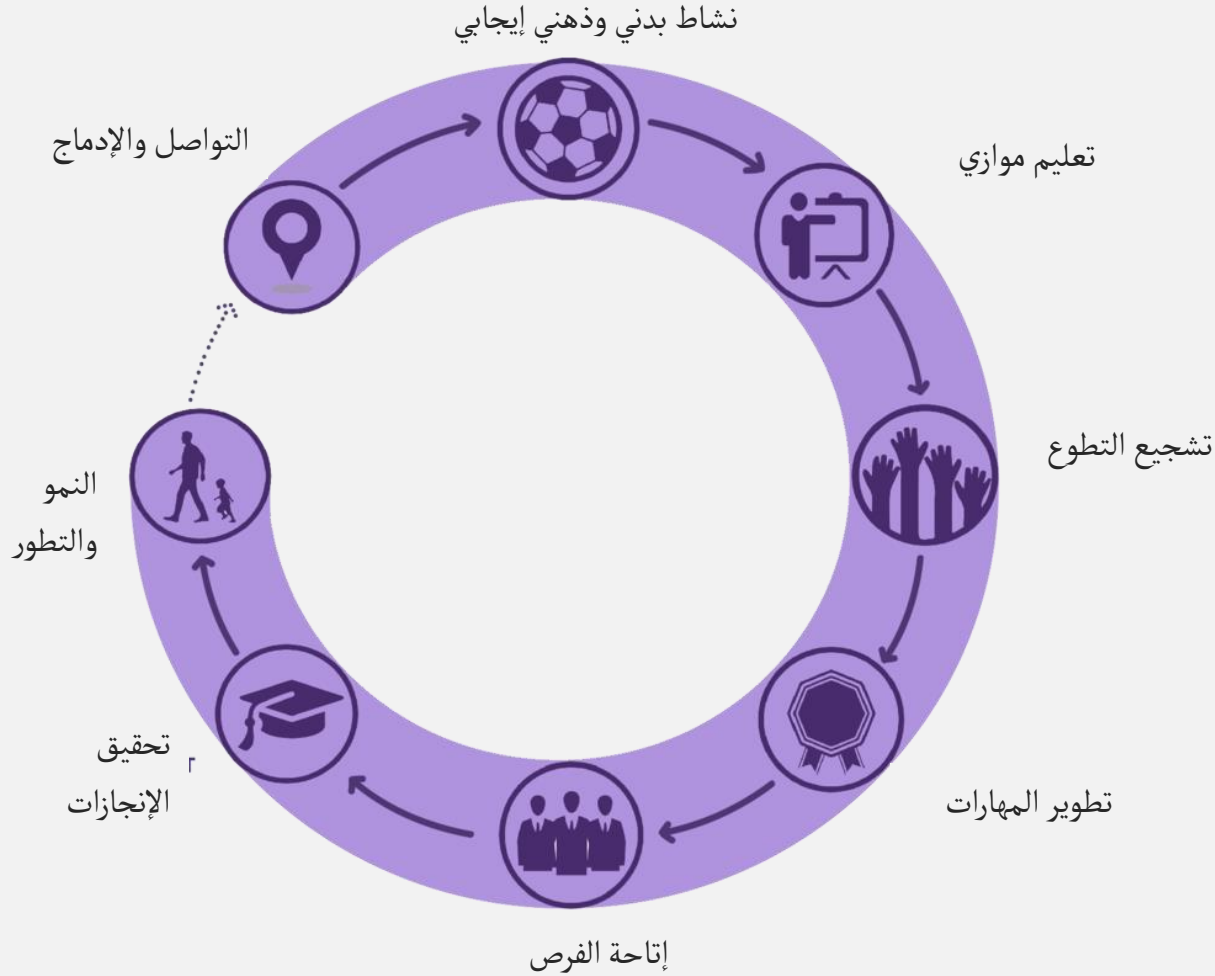 نشاط بدني وذهني إيجابي
التواصل والإدماج
تعليم موازي
تشجيع التطوع
النمو
والتطور
تحقيق
الإنجازات
تطوير المهارات
إتاحة الفرص